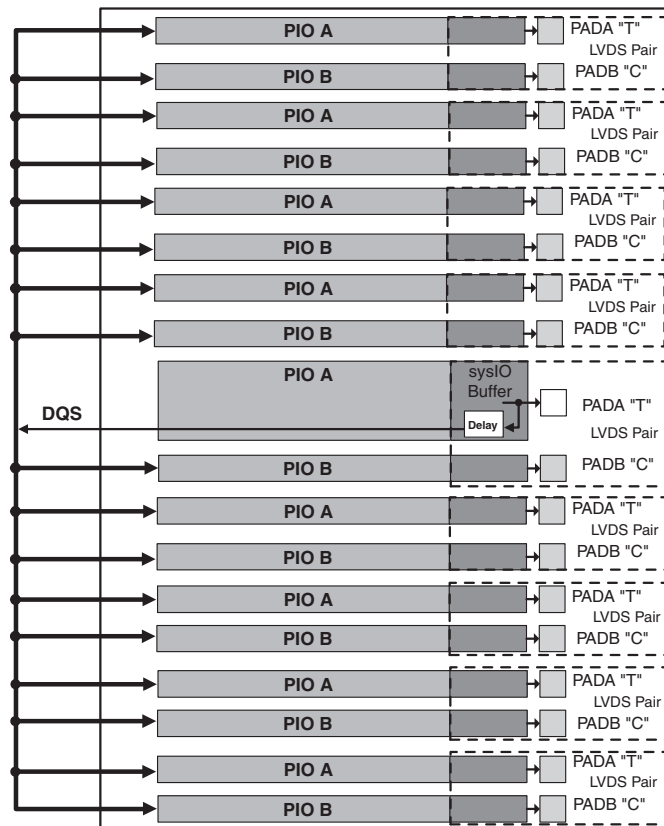 PIO A
PADA "T"
LVDS Pair
PIO B
PADB "C"
PIO A
PADA "T"
LVDS Pair
PIO B
PADB "C"
PIO A
PADA "T"
LVDS Pair
PIO B
PADB "C"
PIO A
PADA "T"
LVDS Pair
PIO B
PADB "C"
PIO A
sysIO
Buffer
PADA "T"
DQS
Delay
LVDS Pair
PIO B
PADB "C"
PIO A
PADA "T"
LVDS Pair
PIO B
PADB "C"
PIO A
PADA "T"
LVDS Pair
PIO B
PADB "C"
PIO A
PADA "T"
LVDS Pair
PIO B
PADB "C"
PIO A
PADA "T"
LVDS Pair
PIO B
PADB "C"